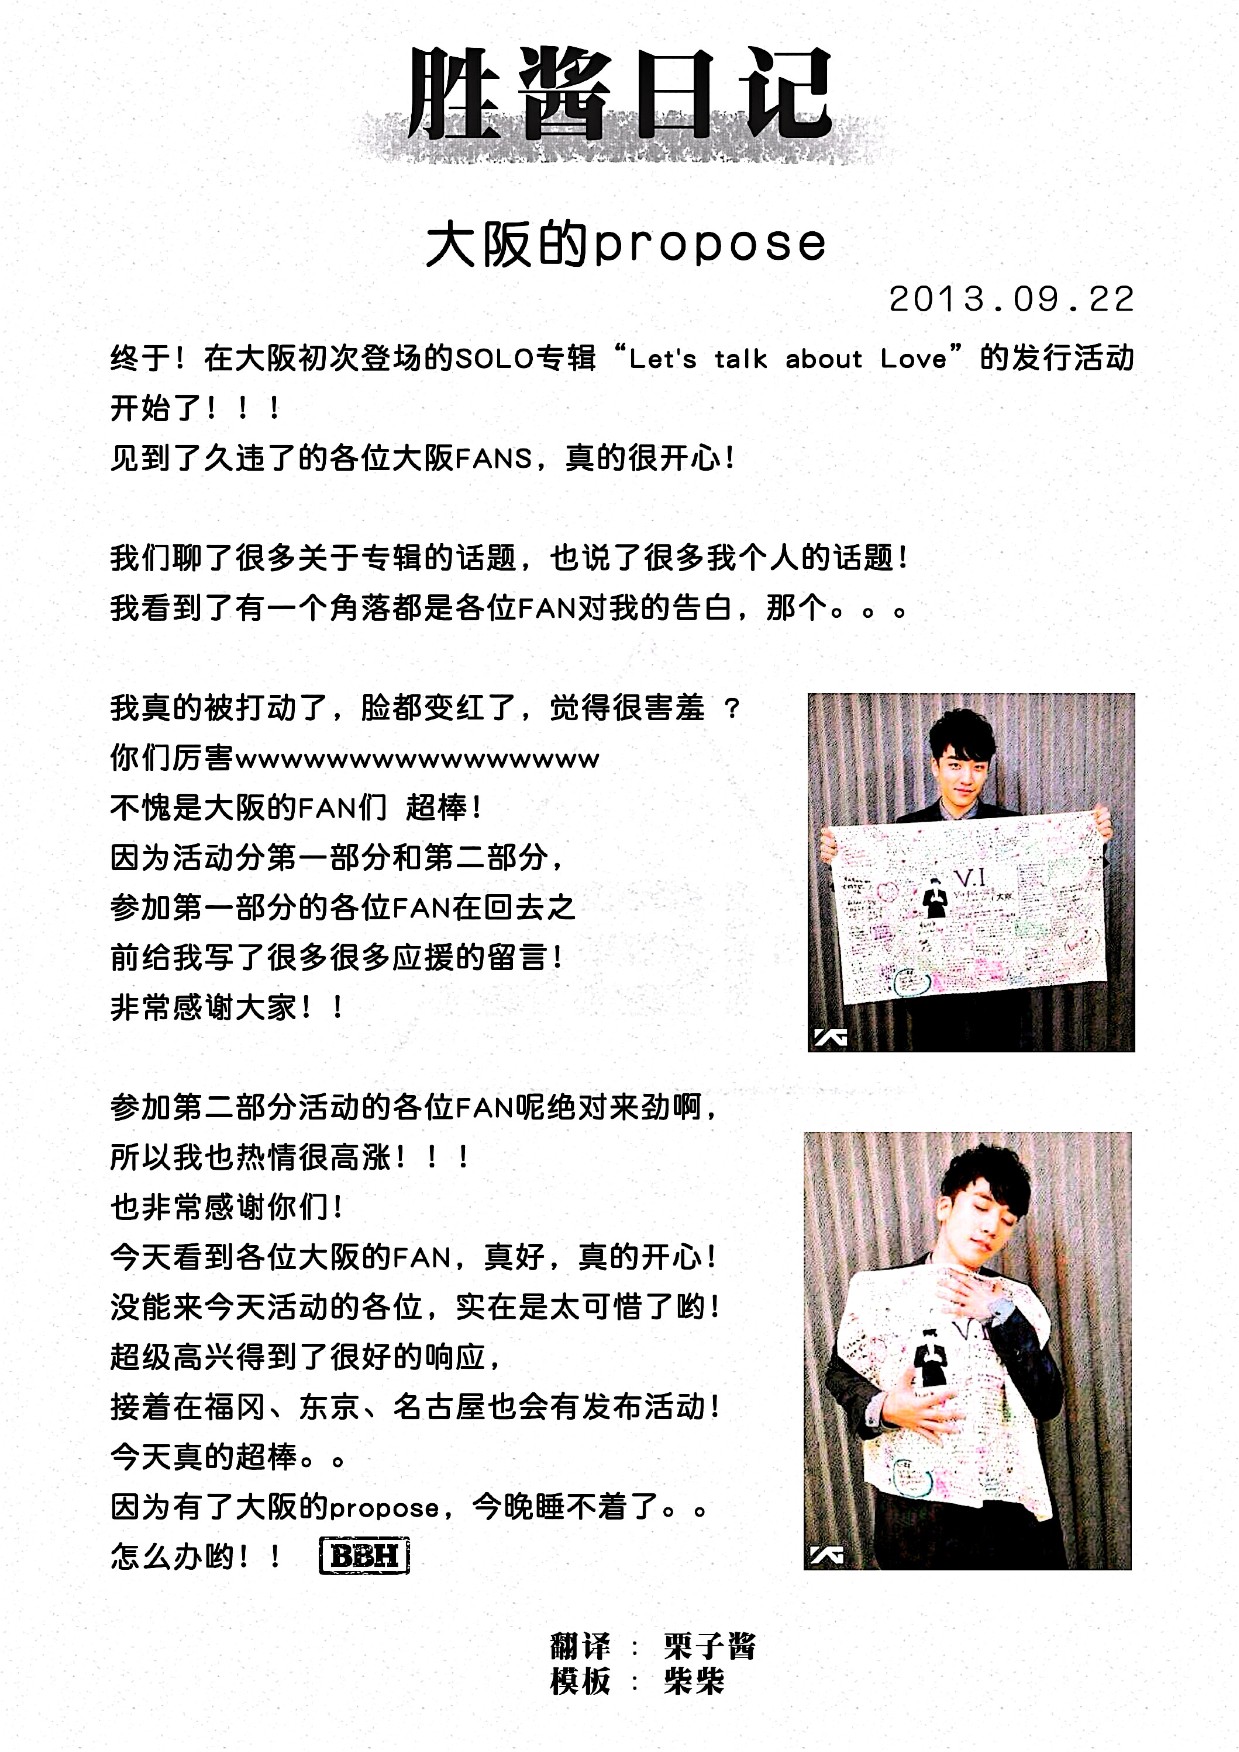 胜酱日记
大阪的propose
2013.09.22
终于！在大阪初次登场的SOLO专辑“Let's talk about Love”的发行活动
开始了！！！
见到了久违了的各位大阪FANS，真的很开心！
我们聊了很多关于专辑的话题，也说了很多我个人的话题！
我看到了有一个角落都是各位FAN对我的告白，那个。。。
我真的被打动了，脸都变红了，觉得很害羞 ？
你们厉害wwwwwwwwwwwwwwww
不愧是大阪的FAN们 超棒！
因为活动分第一部分和第二部分，
参加第一部分的各位FAN在回去之
前给我写了很多很多应援的留言！
非常感谢大家！！
V.I
YG
参加第二部分活动的各位FAN呢绝对来劲啊，
所以我也热情很高涨！！！
也非常感谢你们！
今天看到各位大阪的FAN，真好，真的开心！
没能来今天活动的各位，实在是太可惜了哟！
超级高兴得到了很好的响应，
接着在福冈、东京、名古屋也会有发布活动！
今天真的超棒。。
因为有了大阪的propose，今晚睡不着了。。
怎么办哟！！ BBH
V.I
YG
翻译 : 栗子酱
模板 : 柴柴